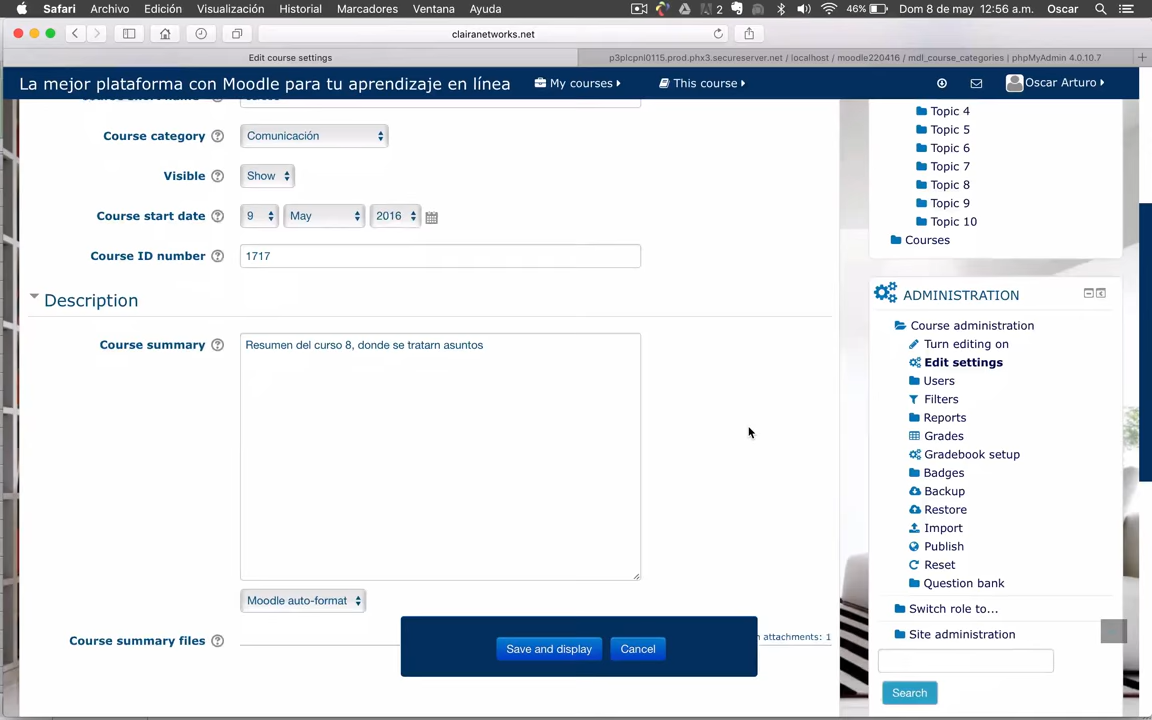 Safari Archivo Edición Visualización Historial Marcadores Ventana Ayuda 2 46% Dom 8 de may 12:56 a.m. Oscar
clairanetworks.net
Edit course settings p3plcpnl0115.prod.phx3.secureserver.net / localhost / moodle220416 / mdl_course_categories | phpMyAdmin 4.0.10.7
La mejor plataforma con Moodle para tu aprendizaje en línea My courses This course Oscar Arturo
Course category Comunicación
Visible Show
Course start date 9 May 2016
Course ID number 1717
Description
Course summary Resumen del curso 8, donde se tratarn asuntos
Moodle auto-format
Course summary files
attachments: 1
Save and display Cancel
Topic 4
Topic 5
Topic 6
Topic 7
Topic 8
Topic 9
Topic 10
Courses
ADMINISTRATION
Course administration
Turn editing on
Edit settings
Users
Filters
Reports
Grades
Gradebook setup
Badges
Backup
Restore
Import
Publish
Reset
Question bank
Switch role to...
Site administration
Search